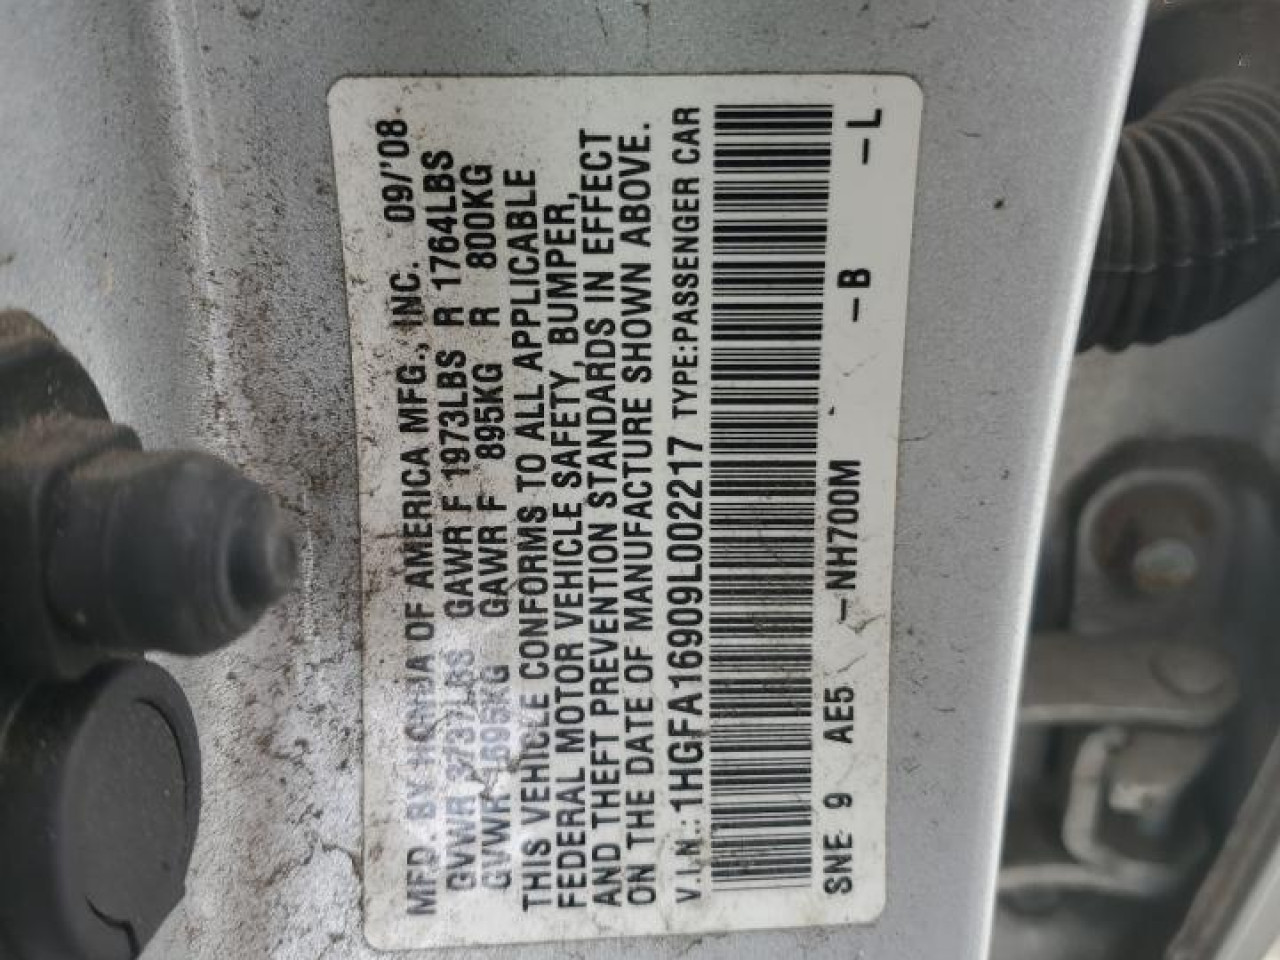 MFD. BY HONDA OF AMERICA MFG., INC. 09/'08
GVWR 3737LBS GAWR F 1973LBS R 1764LBS
GVWR 1695KG GAWR F 895KG R 800KG
THIS VEHICLE CONFORMS TO ALL APPLICABLE
FEDERAL MOTOR VEHICLE SAFETY, BUMPER,
AND THEFT PREVENTION STANDARDS IN EFFECT
ON THE DATE OF MANUFACTURE SHOWN ABOVE.
V.I.N.: 1HGFA16909L002217 TYPE:PASSENGER CAR
SNE 9 AE5 -NH700M -B -L